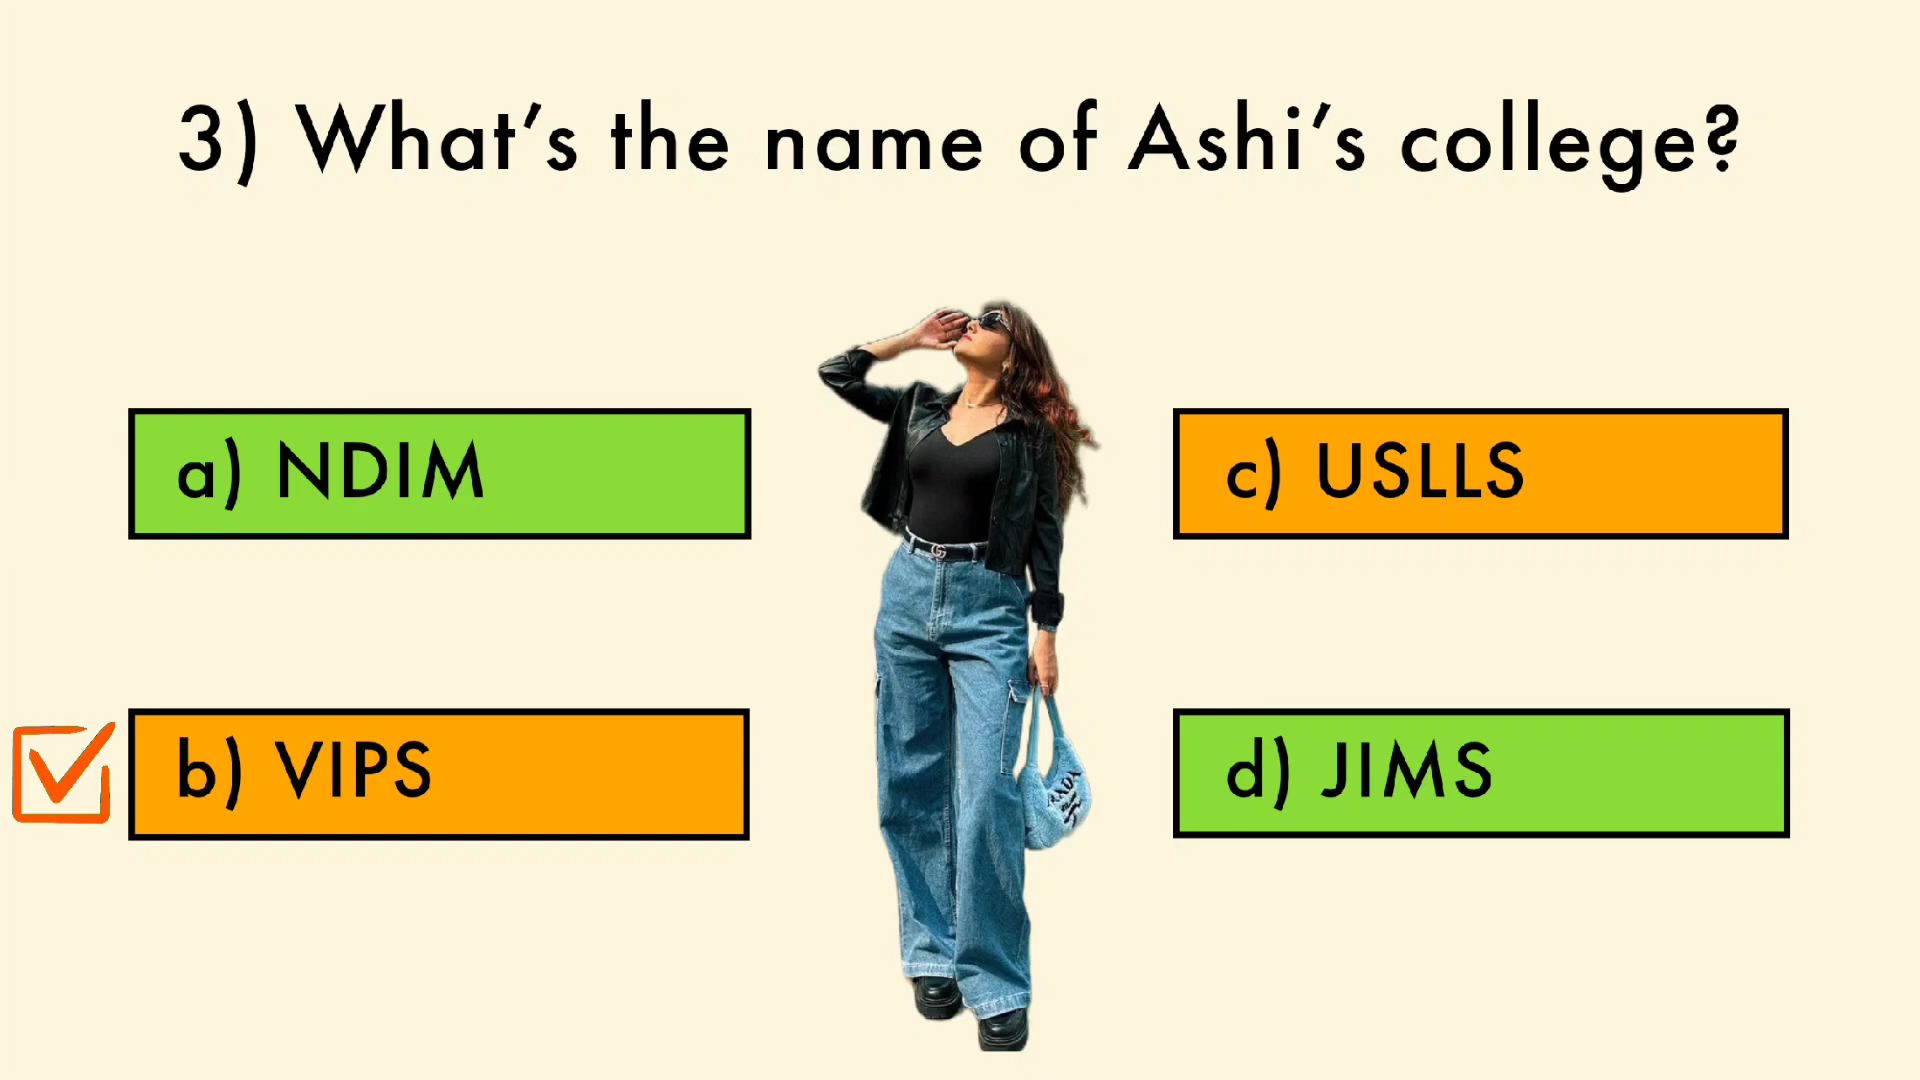 3) What’s the name of Ashi’s college?
a) NDIM
b) VIPS
c) USLLS
d) JIMS